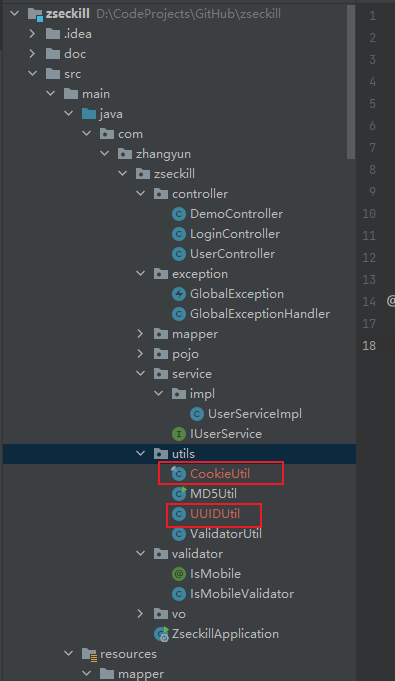 zseckill D:\CodeProjects\GitHub\zseckill
.idea
doc
src
main
java
com
zhangyun
zseckill
controller
DemoController
LoginController
UserController
exception
GlobalException
GlobalExceptionHandler
mapper
pojo
service
impl
UserServiceImpl
IUserService
utils
CookieUtil
MD5Util
UUIDUtil
ValidatorUtil
validator
IsMobile
IsMobileValidator
vo
ZseckillApplication
resources
mapper
1
2
3
4
5
6
7
8
9
10
11
12
13
14 @
17
18